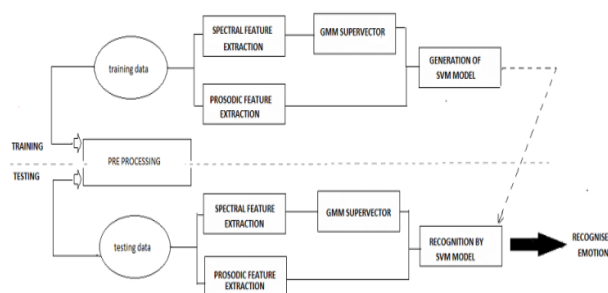 SPECTRAL FEATURE
EXTRACTION
GMM SUPERVECTOR
training data
GENERATION OF
SVM MODEL
PROSODIC FEATURE
EXTRACTION
TRAINING
PRE PROCESSING
TESTING
SPECTRAL FEATURE
EXTRACTION
GMM SUPERVECTOR
testing data
RECOGNITION BY
SVM MODEL
RECOGNISE
EMOTION
PROSODIC FEATURE
EXTRACTION